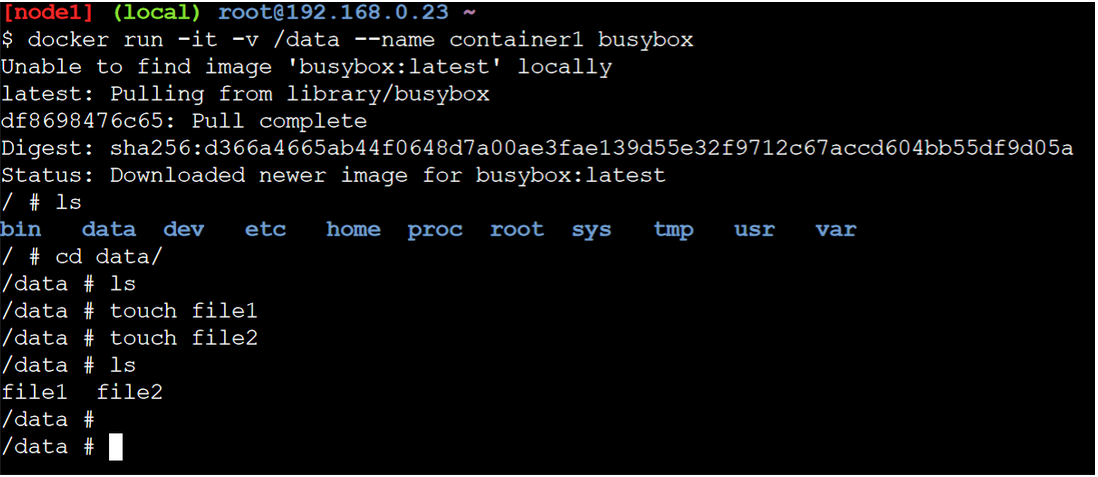 [node1] (local) root@192.168.0.23 ~
$ docker run -it -v /data --name container1 busybox
Unable to find image 'busybox:latest' locally
latest: Pulling from library/busybox
df8698476c65: Pull complete
Digest: sha256:d366a4665ab44f0648d7a00ae3fae139d55e32f9712c67accd604bb55df9d05a
Status: Downloaded newer image for busybox:latest
/ # ls
bin data dev etc home proc root sys tmp usr var
/ # cd data/
/data # ls
/data # touch file1
/data # touch file2
/data # ls
file1 file2
/data #
/data #